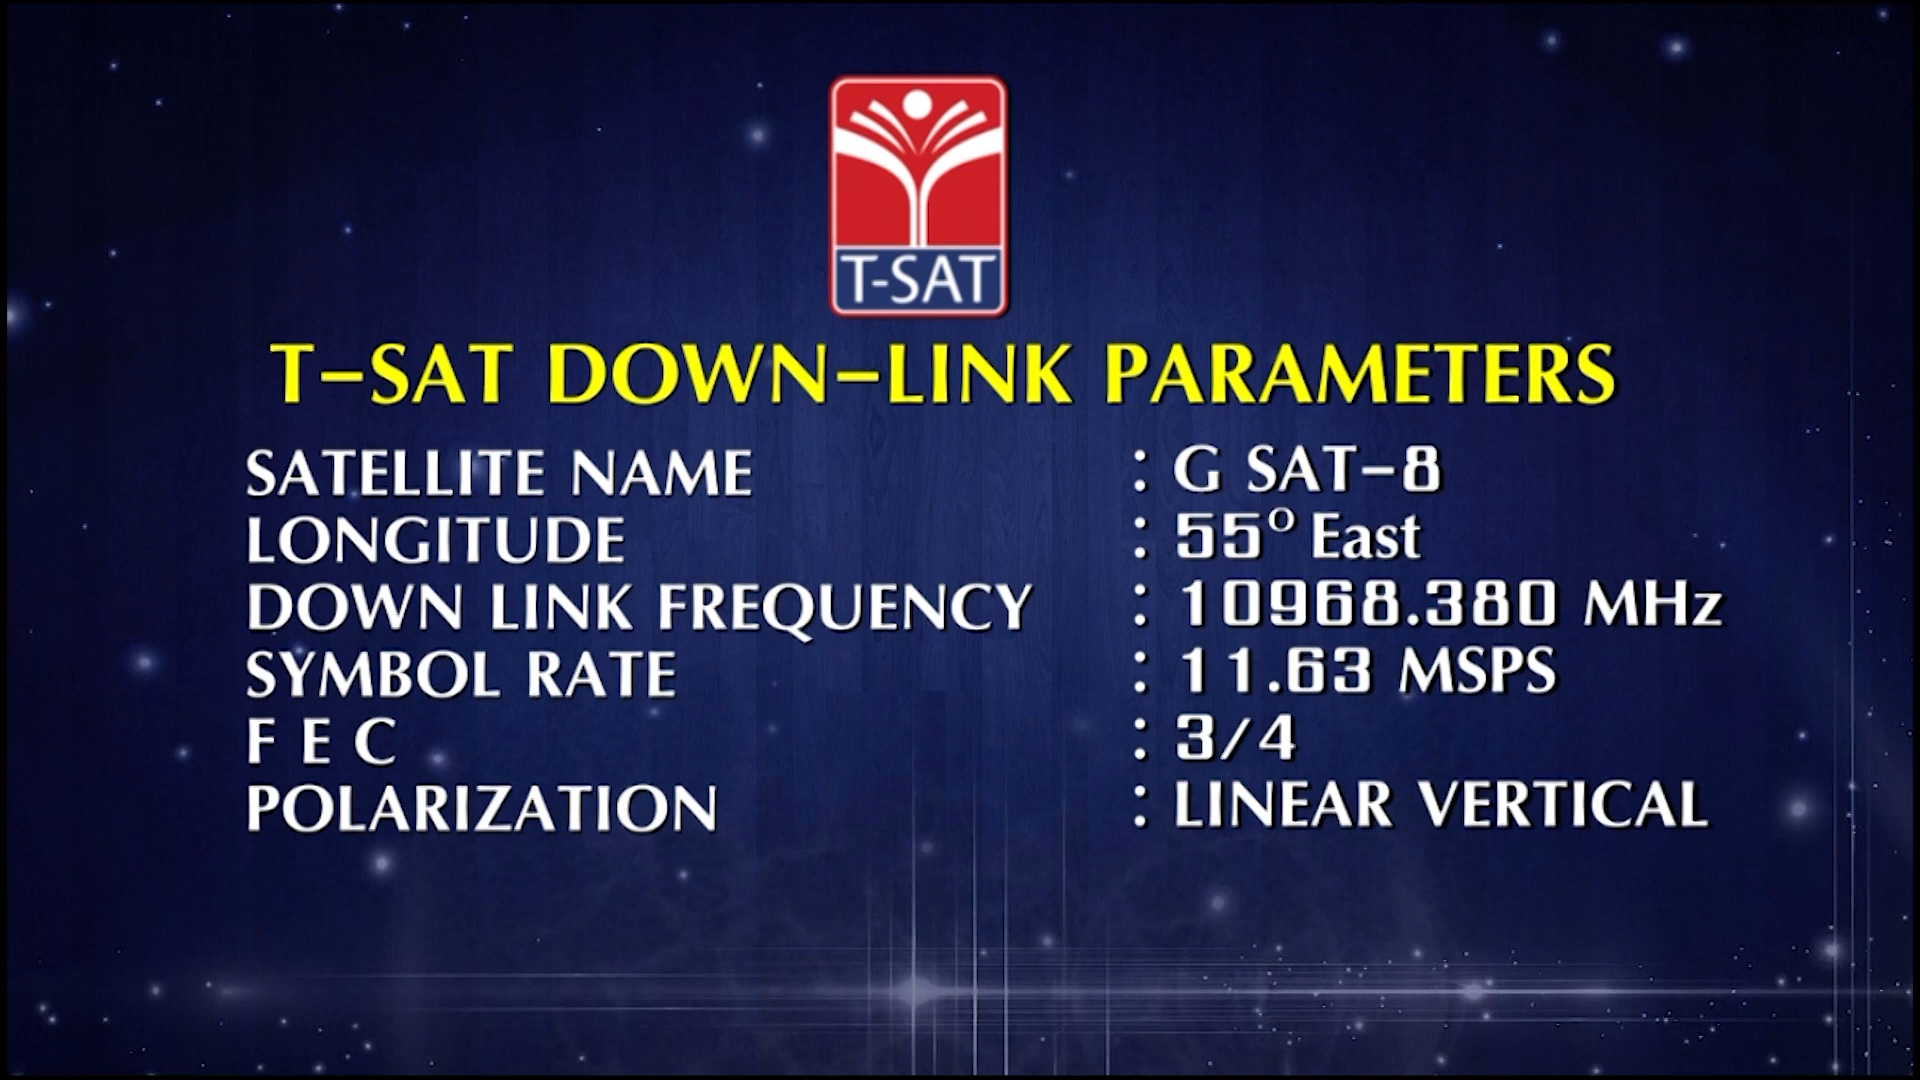 T-SAT
T-SAT DOWN-LINK PARAMETERS
SATELLITE NAME : G SAT-8
LONGITUDE : 55° East
DOWN LINK FREQUENCY : 10968.380 MHz
SYMBOL RATE : 11.63 MSPS
F E C : 3/4
POLARIZATION : LINEAR VERTICAL